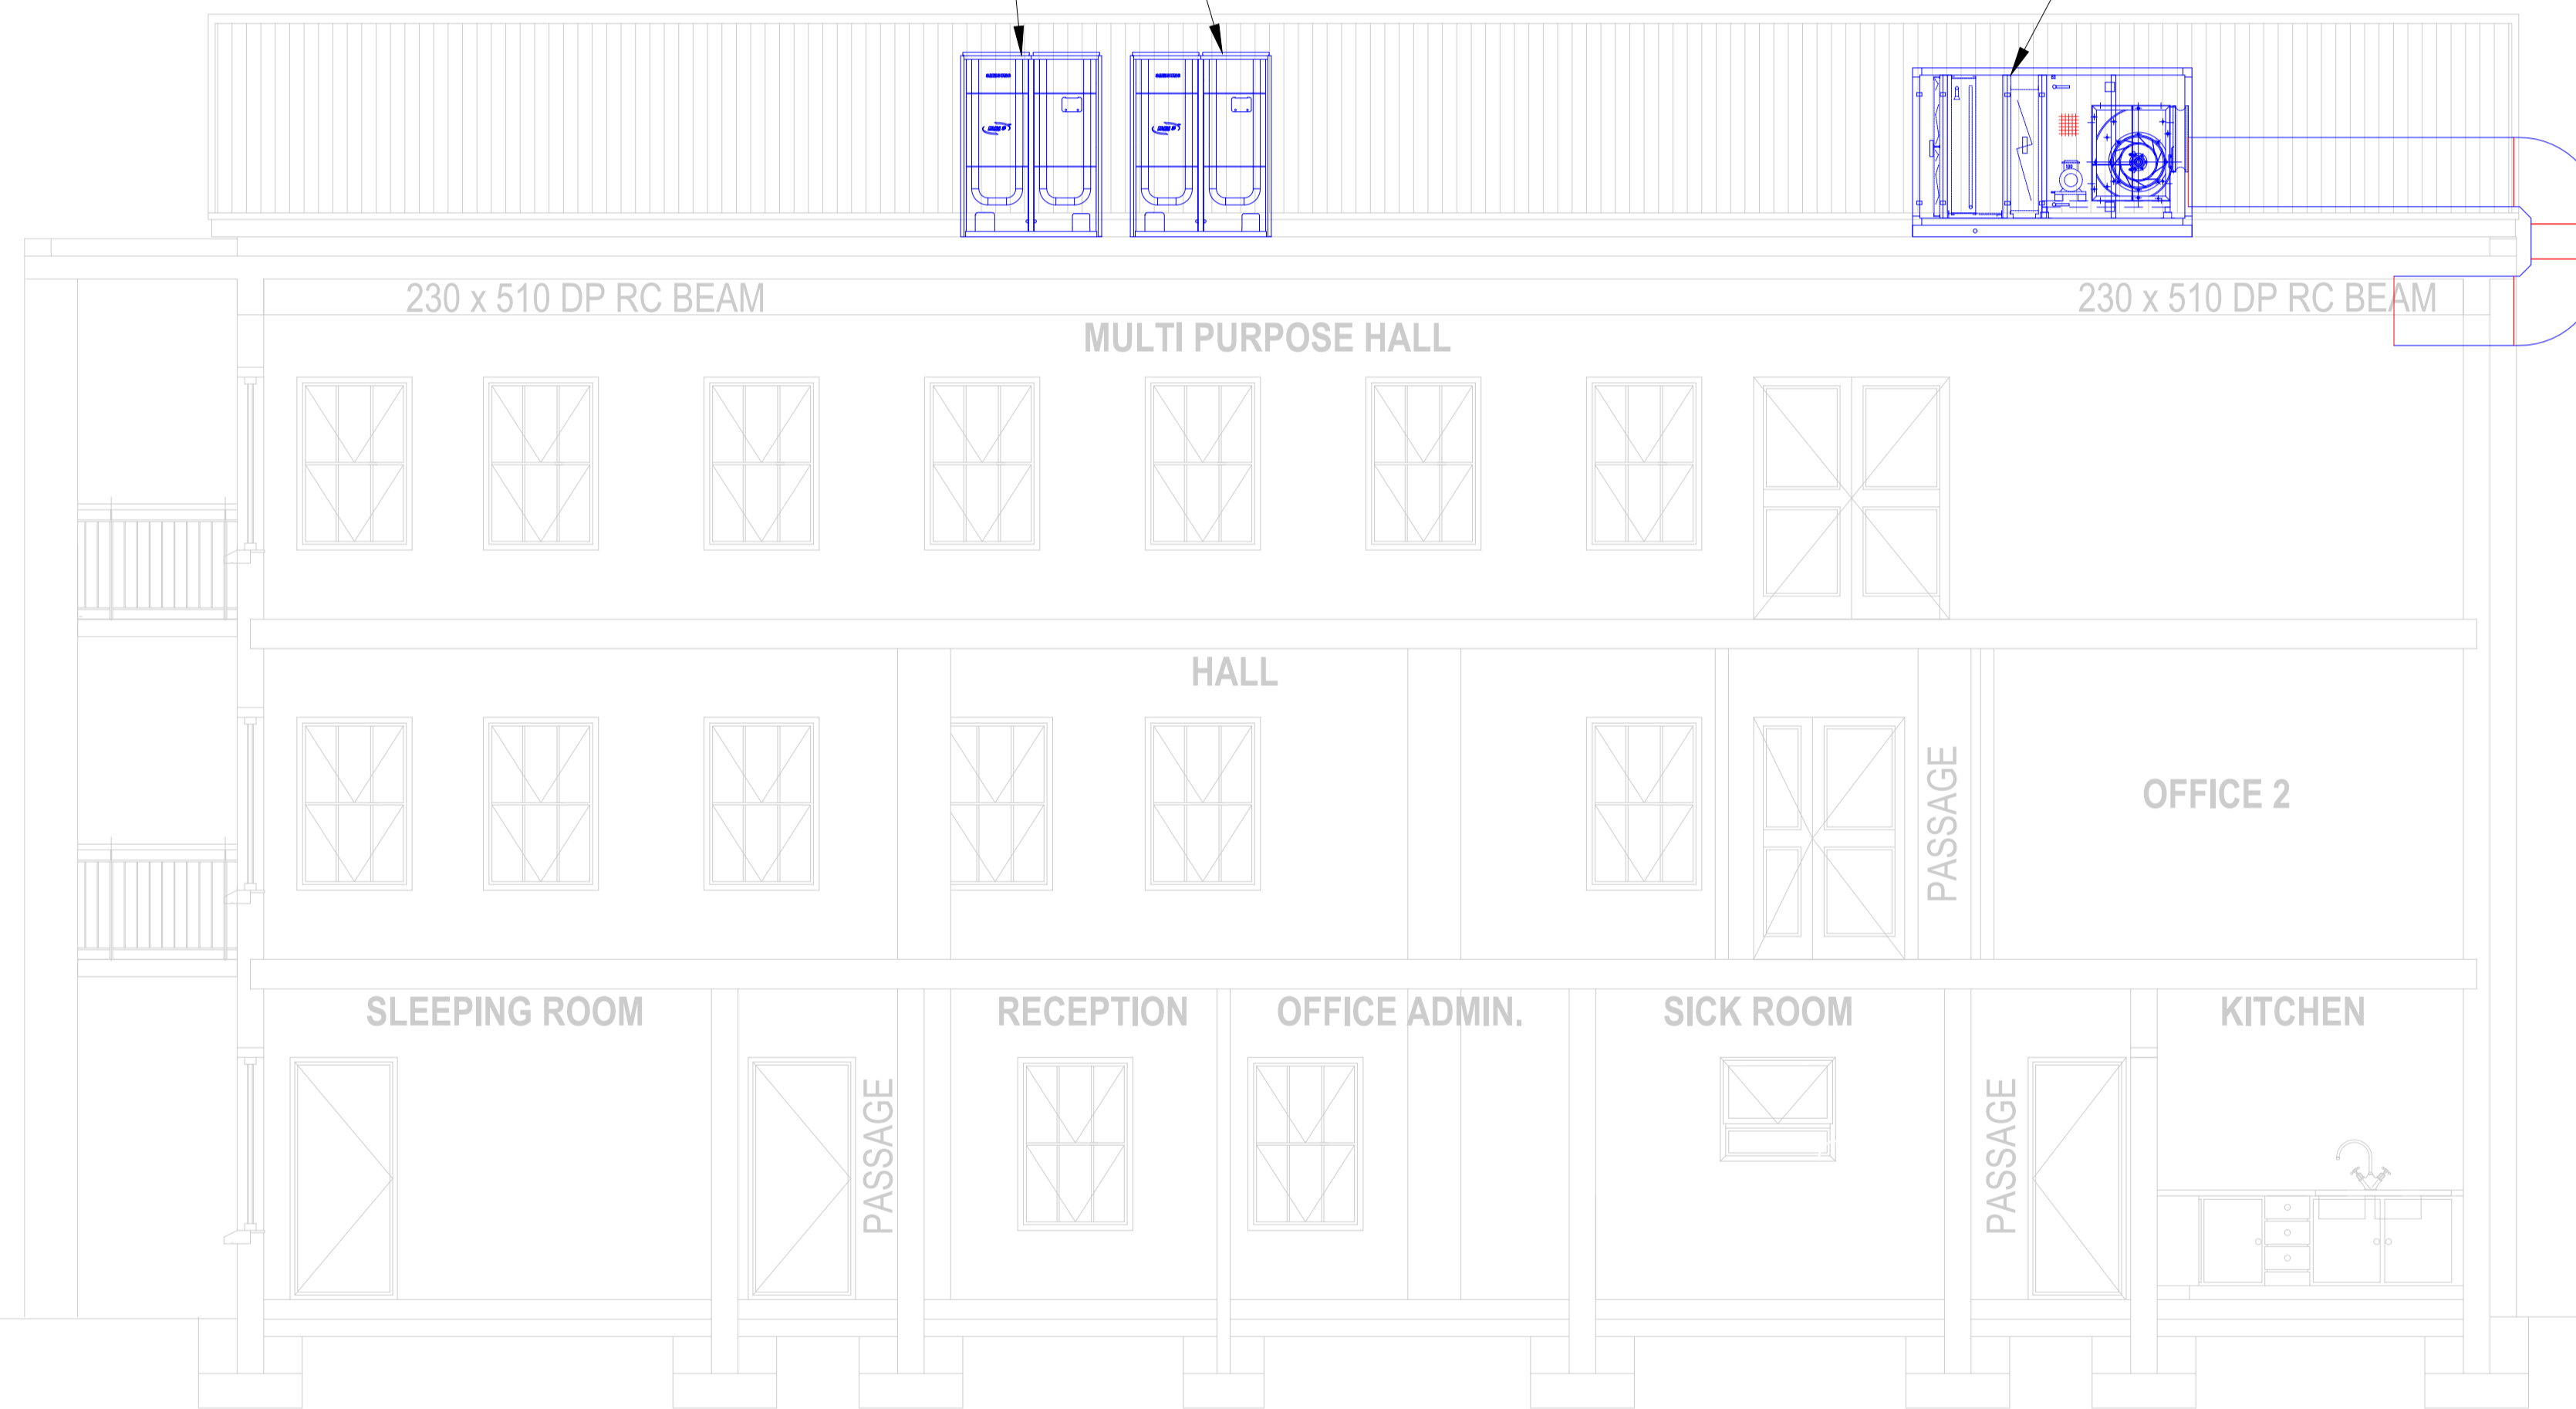 230 x 510 DP RC BEAM
230 x 510 DP RC BEAM
MULTI PURPOSE HALL
HALL
PASSAGE
OFFICE 2
SLEEPING ROOM
RECEPTION
OFFICE ADMIN.
SICK ROOM
KITCHEN
PASSAGE
PASSAGE